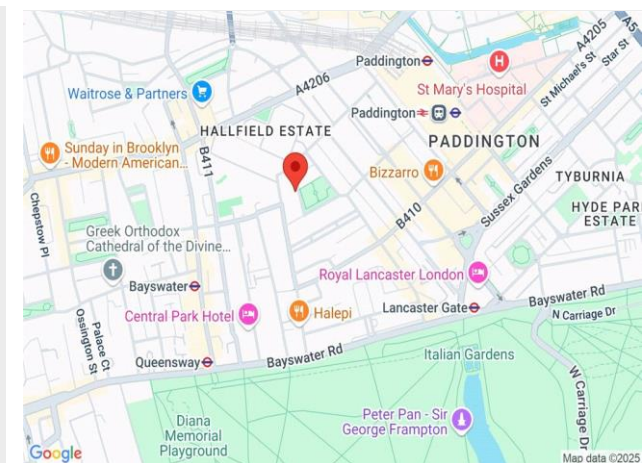 A4205
Star St
St Michael's St
Paddington
H
St Mary's Hospital
A4206
Waitrose & Partners
Paddington
HALLFIELD ESTATE
PADDINGTON
Sunday in Brooklyn
- Modern American...
B411
Bizzarro
TYBURNIA
Sussex Gardens
Chepstow Pl
HYDE PARK
ESTATE
B410
Greek Orthodox
Cathedral of the Divine...
Royal Lancaster
London
Bayswater
Lancaster Gate
Bayswater Rd
N Carriage Dr
Central Park Hotel
Halepi
Palace Ct
Ossington St
Queensway
Bayswater Rd
Italian Gardens
W Carriage Dr
Diana
Memorial
Playground
Peter Pan - Sir
George Frampton
Google
Map data ©2025